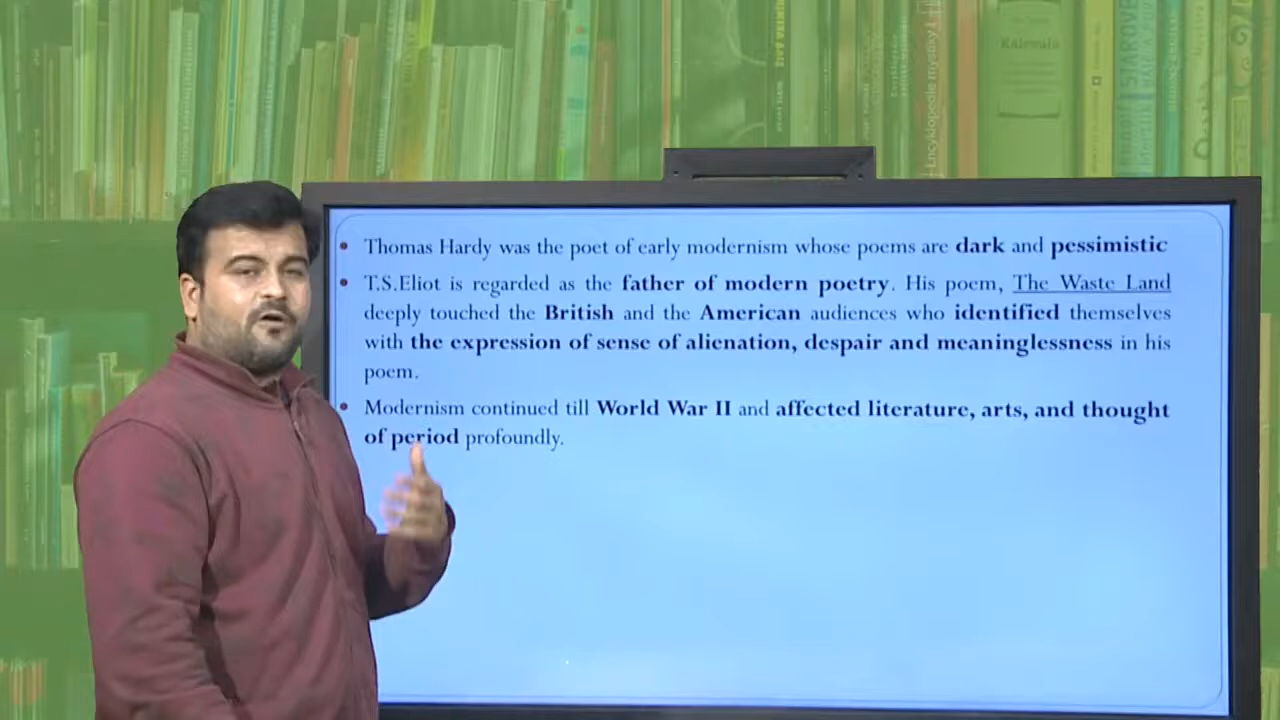 Kalevala
STAROVE
Encyklopedie mystery
• Thomas Hardy was the poet of early modernism whose poems are dark and pessimistic
• T.S.Eliot is regarded as the father of modern poetry. His poem, The Waste Land
deeply touched the British and the American audiences who identified themselves
with the expression of sense of alienation, despair and meaninglessness in his
poem.
• Modernism continued till World War II and affected literature, arts, and thought
of period profoundly.